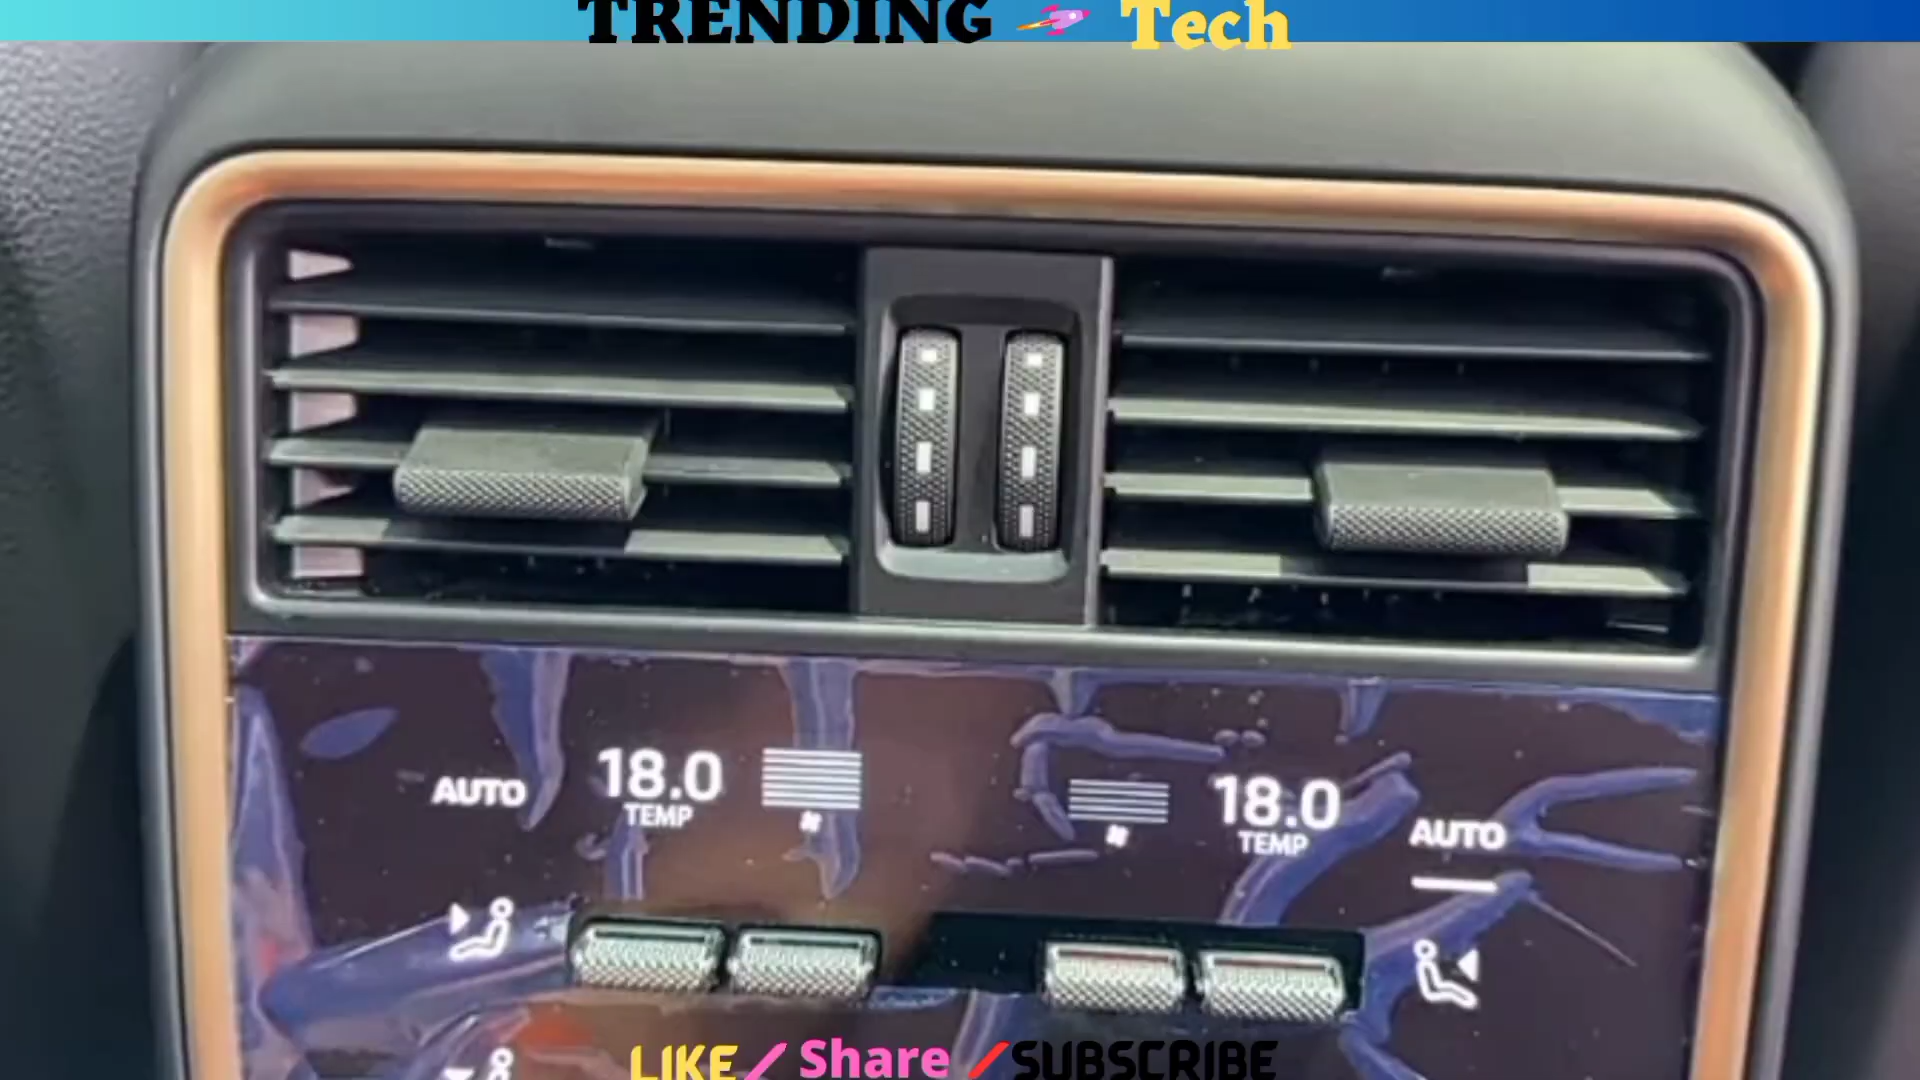 TRENDING Tech
18.0 18.0
AUTO TEMP TEMP AUTO
LIKE/ Share /SUBSCRIBE